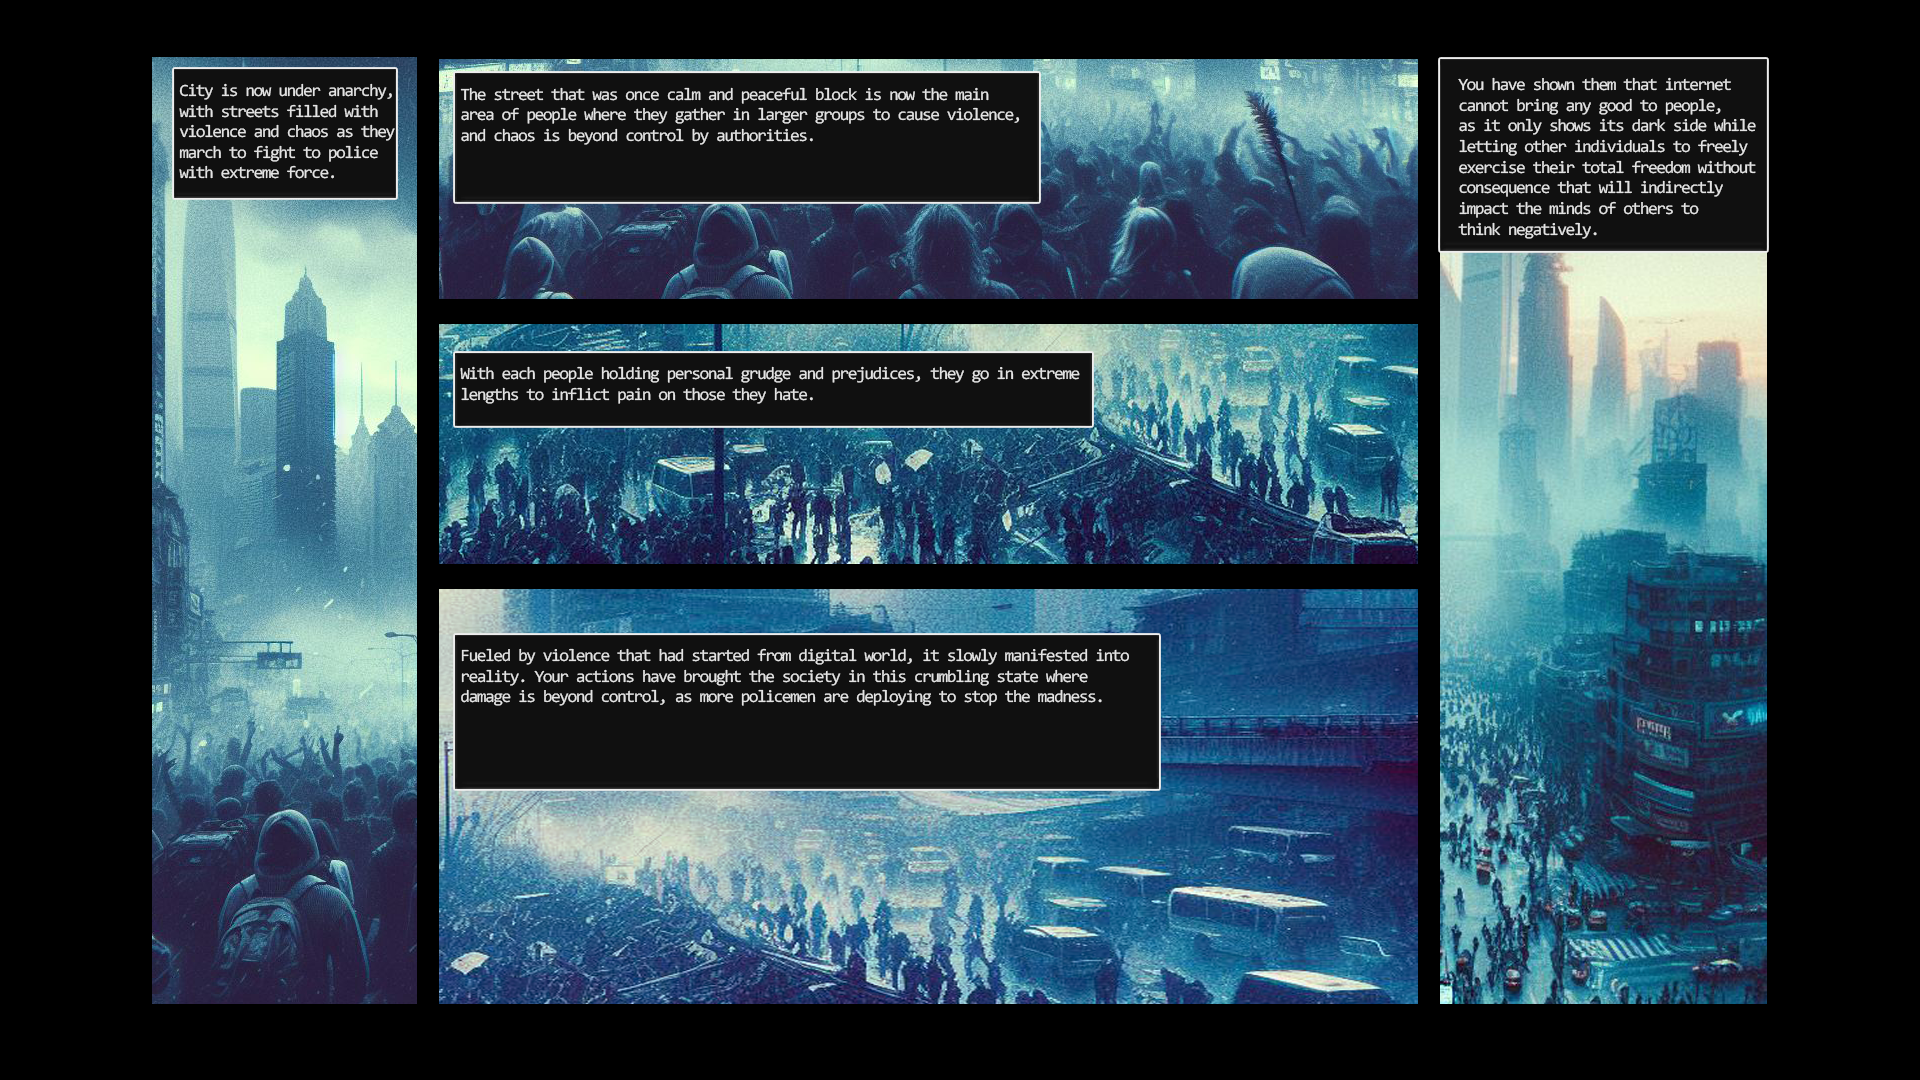 City is now under anarchy,
with streets filled with
violence and chaos as they
march to fight to police
with extreme force.
The street that was once calm and peaceful block is now the main
area of people where they gather in larger groups to cause violence,
and chaos is beyond control by authorities.
With each people holding personal grudge and prejudices, they go in extreme
lengths to inflict pain on those they hate.
Fueled by violence that had started from digital world, it slowly manifested into
reality. Your actions have brought the society in this crumbling state where
damage is beyond control, as more policemen are deploying to stop the madness.
You have shown them that internet
cannot bring any good to people,
as it only shows its dark side while
letting other individuals to freely
exercise their total freedom without
consequence that will indirectly
impact the minds of others to
think negatively.